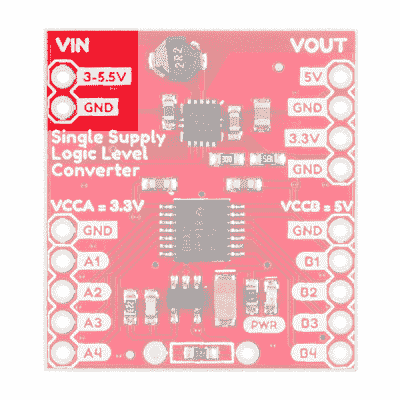 VIN
3-5.5V
GND
VOUT
5V
GND
3.3V
GND
Single Supply
Logic Level
Converter
VCCA = 3.3V
GND
A1
A2
A3
A4
VCCB = 5V
GND
B1
B2
B3
B4
PWR
2R2